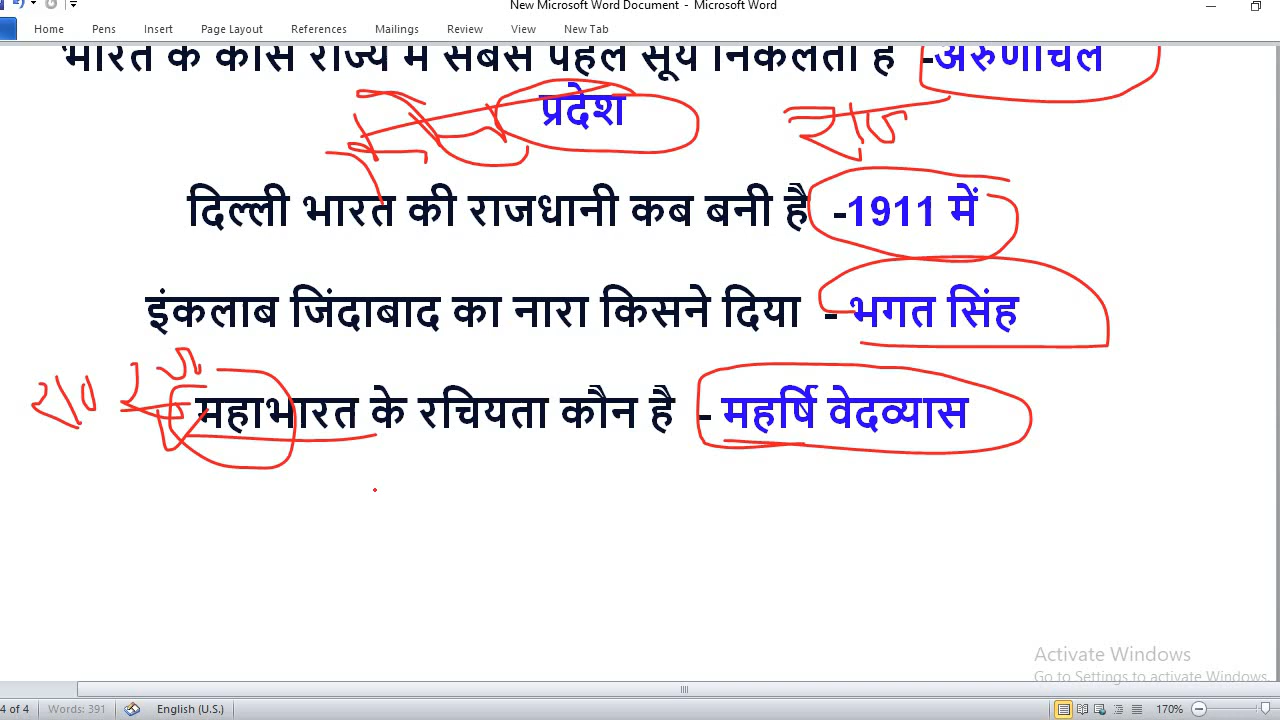 New Microsoft Word Document - Microsoft Word
Home Pens Insert Page Layout References Mailings Review View New Tab
भारत के कीस राज्य में सबसे पहले सूर्य निकलता है -अरुणाचल
प्रदेश
दिल्ली भारत की राजधानी कब बनी है -1911 में
इंकलाब जिंदाबाद का नारा किसने दिया - भगत सिंह
महाभारत के रचियता कौन है - महर्षि वेदव्यास
Activate Windows
Go to Settings to activate Windows.
4 of 4 Words: 391 English (U.S.) 170%